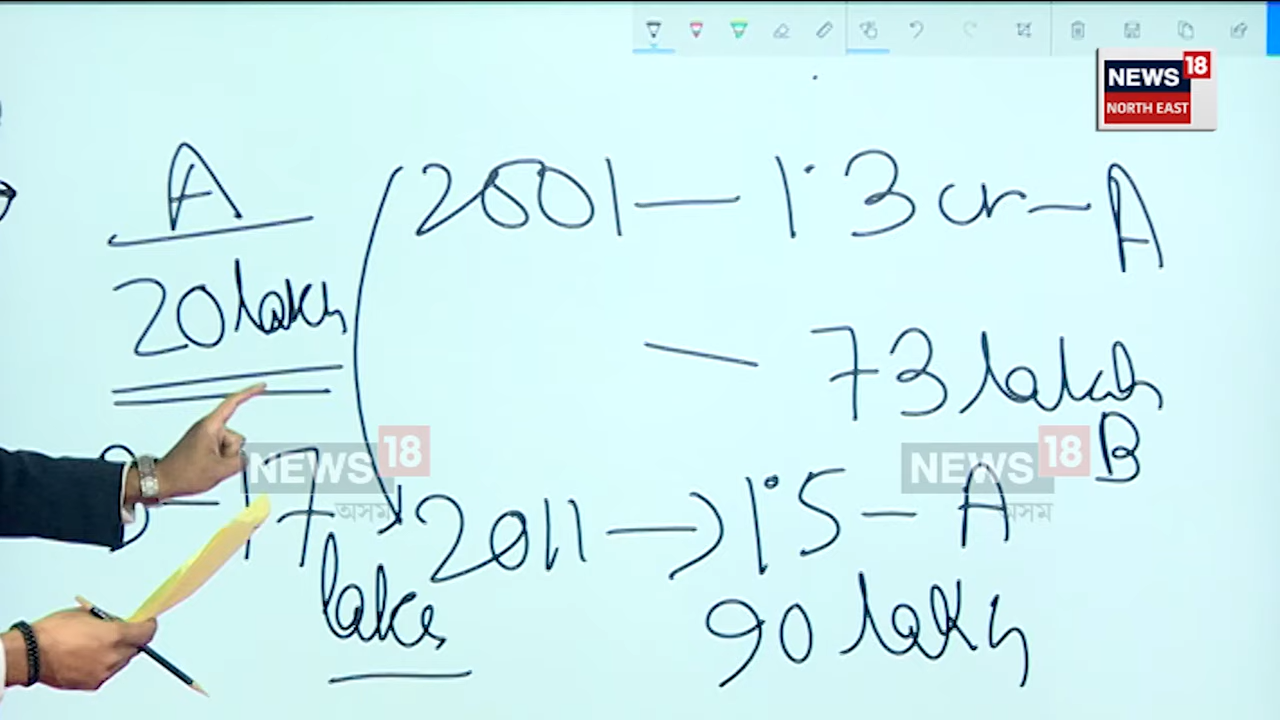 NEWS 18
NORTH EAST
A
20 lakh
2001 — 1.3 cr — A
— 73 lakh
B
B — 17
lakh
2011 → 1.5 — A
90 lakh
NEWS 18
অসম
NEWS 18
অসম